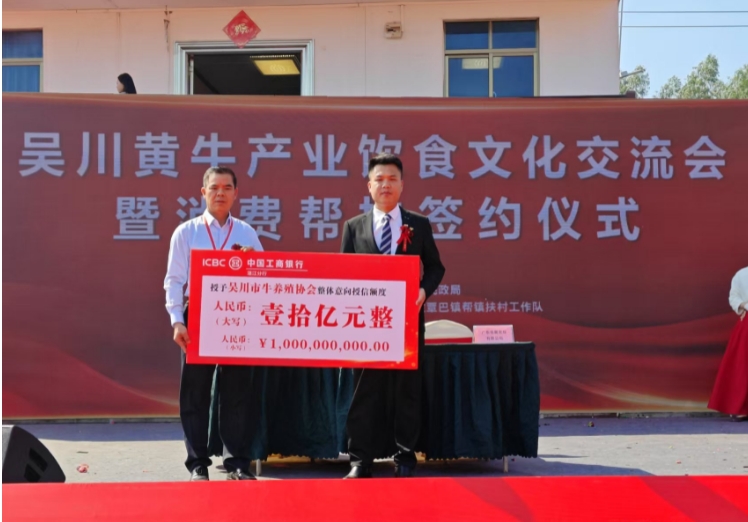 吴川黄牛产业饮食文化交流会
暨消费帮扶签约仪式
ICBC 中国工商银行
湛江分行
授予吴川市牛养殖协会整体意向授信额度
人民币：
（大写）
壹拾亿元整
人民币：
（小写）
¥1,000,000,000.00
政局
覃巴镇帮镇扶村工作队